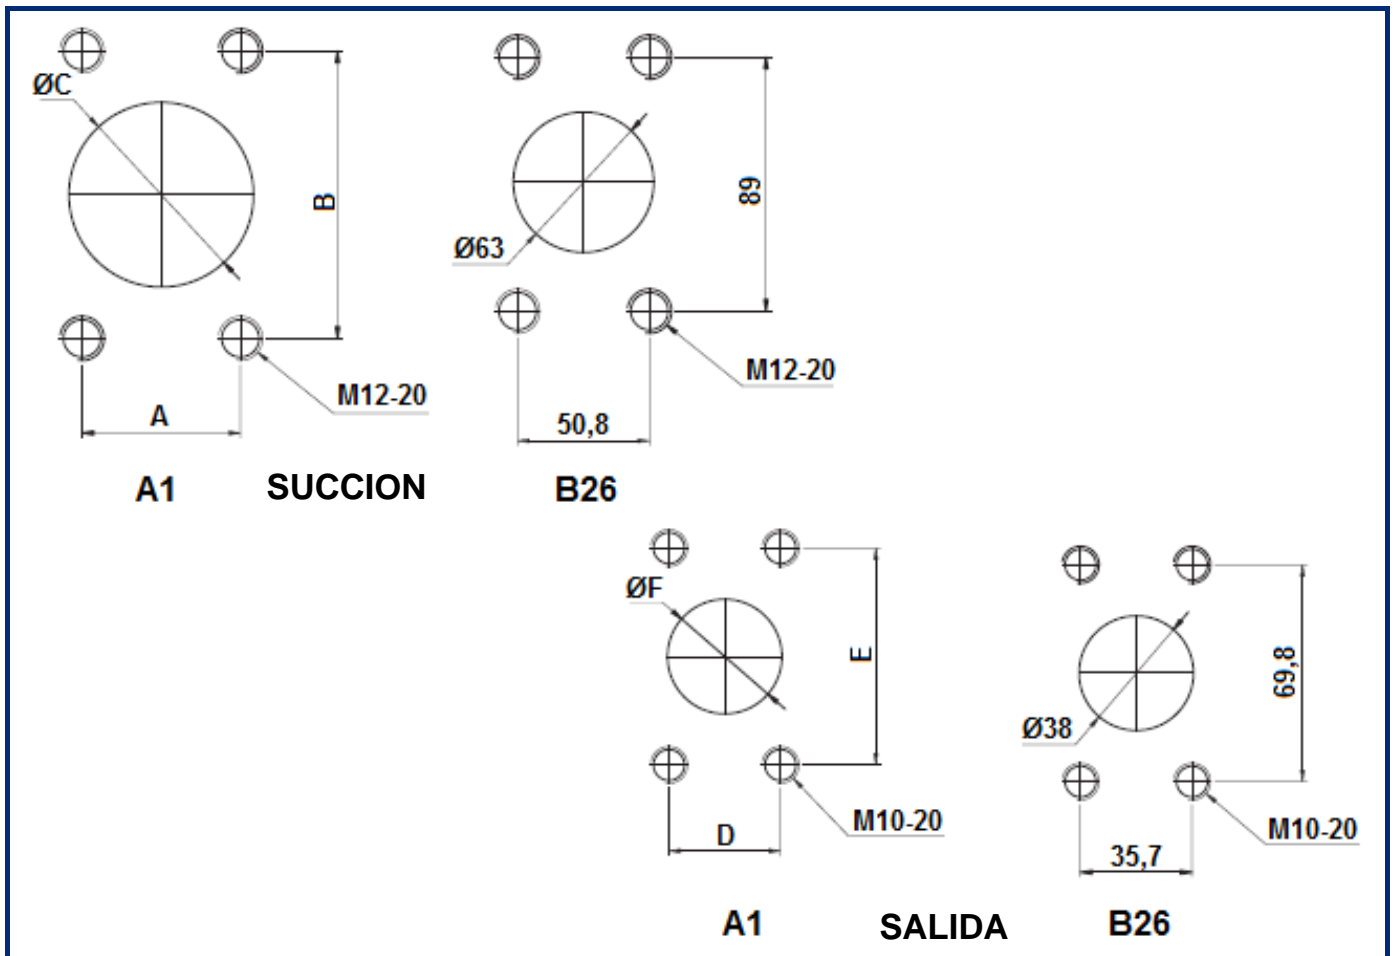 ØC
B
M12-20
A
A1
SUCCION
89
Ø63
M12-20
50,8
B26
ØF
E
M10-20
D
A1
SALIDA
69,8
Ø38
M10-20
35,7
B26